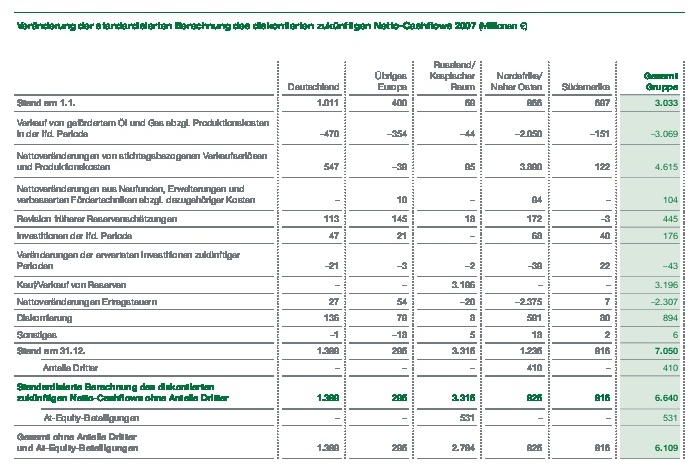 Veränderung der standardisierten Berechnung des diskontierten zukünftigen Netto-Cashflows 2007 (Millionen €)
Deutschland Übriges Europa Russland/ Kaspischer Raum Nordafrika/ Naher Osten Südamerika Gesamt Gruppe
Stand am 1.1. 1.011 400 69 856 697 3.033
Verkauf von gefördertem Öl und Gas abzgl. Produktionskosten
in der lfd. Periode –470 –354 –44 –2.050 –151 –3.069
Nettoveränderungen von stichtagsbezogenen Verkaufserlösen
und Produktionskosten 547 –39 85 3.900 122 4.615
Nettoveränderungen aus Neufunden, Erweiterungen und
verbesserten Fördertechniken abzgl. dazugehöriger Kosten – 10 – 94 – 104
Revision früherer Reservenschätzungen 113 145 18 172 –3 445
Investitionen der lfd. Periode 47 21 – 68 40 176
Veränderungen der erwarteten Investitionen zukünftiger
Perioden –21 –3 –2 –39 22 –43
Kauf/Verkauf von Reserven – – 3.196 – – 3.196
Nettoveränderungen Ertragsteuern 27 54 –20 –2.375 7 –2.307
Diskontierung 136 79 8 591 80 894
Sonstiges –1 –18 5 18 2 6
Stand am 31.12. 1.389 295 3.315 1.235 816 7.050
Anteile Dritter – – – 410 – 410
Standardisierte Berechnung des diskontierten
zukünftigen Netto-Cashflows ohne Anteile Dritter 1.389 295 3.315 825 816 6.640
At-Equity-Beteiligungen – – 531 – – 531
Gesamt ohne Anteile Dritter
und At-Equity-Beteiligungen 1.389 295 2.784 825 816 6.109